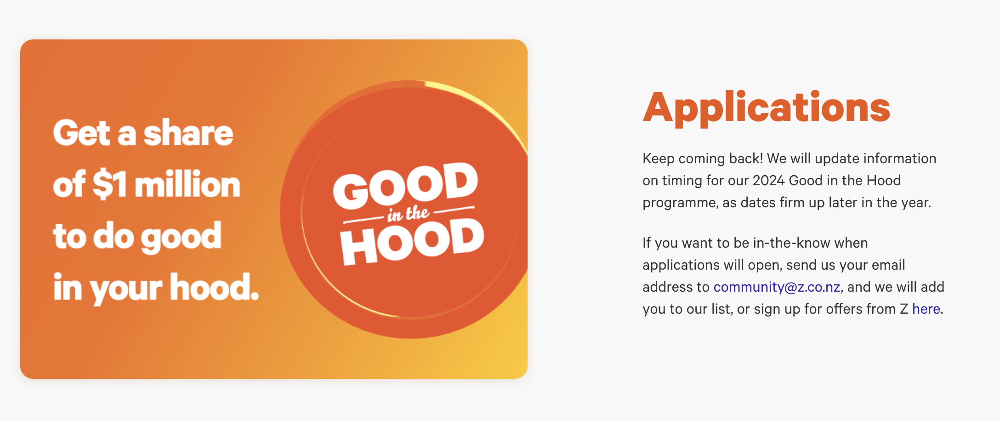 Get a share
of $1 million
to do good
in your hood.
GOOD
in the
HOOD
Applications
Keep coming back! We will update information
on timing for our 2024 Good in the Hood
programme, as dates firm up later in the year.
If you want to be in-the-know when
applications will open, send us your email
address to community@z.co.nz, and we will add
you to our list, or sign up for offers from Z here.